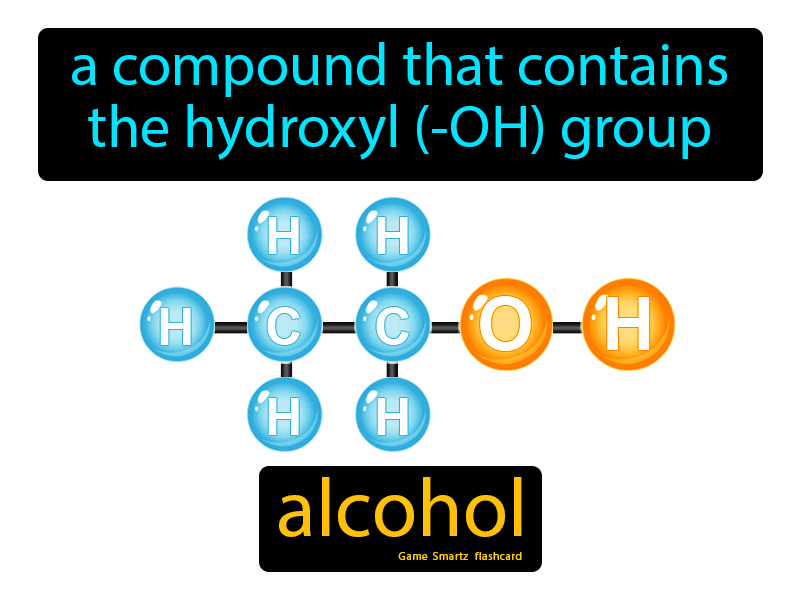 a compound that contains
the hydroxyl (-OH) group
H H
H C C O H
H H
alcohol
Game Smartz flashcard